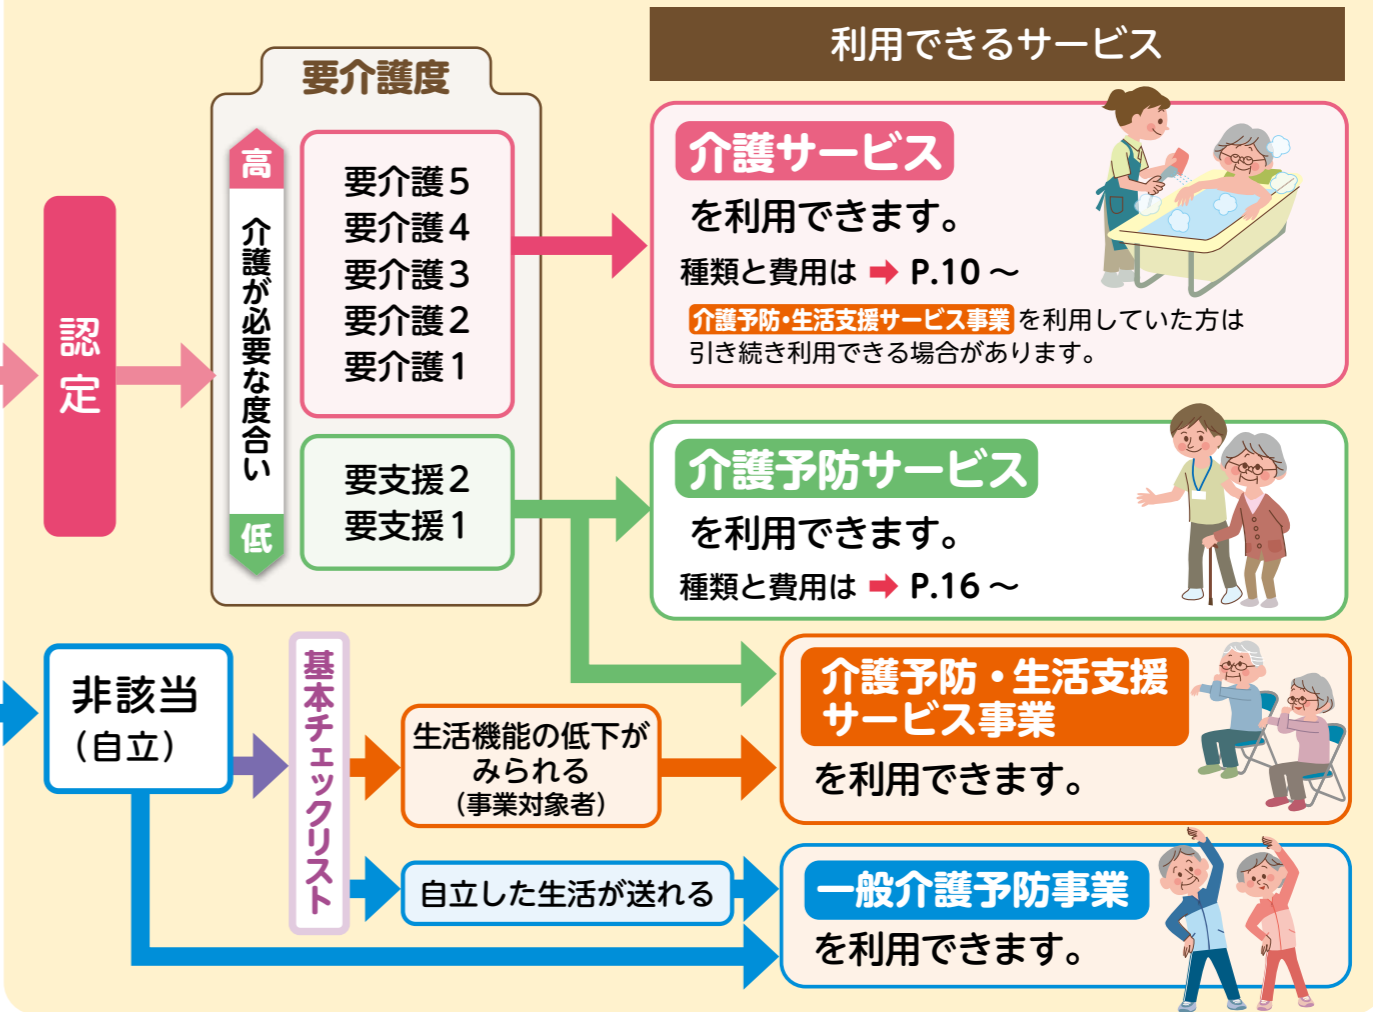 利用できるサービス
要介護度
高
介護が必要な度合い
低
認定
要介護5
要介護4
要介護3
要介護2
要介護1
要支援2
要支援1
介護サービス
を利用できます。
種類と費用は P.10～
介護予防・生活支援サービス事業を利用していた方は
引き続き利用できる場合があります。
介護予防サービス
を利用できます。
種類と費用は P.16～
非該当
（自立）
基本チェックリスト
生活機能の低下が
みられる
（事業対象者）
介護予防・生活支援
サービス事業
を利用できます。
自立した生活が送れる
一般介護予防事業
を利用できます。